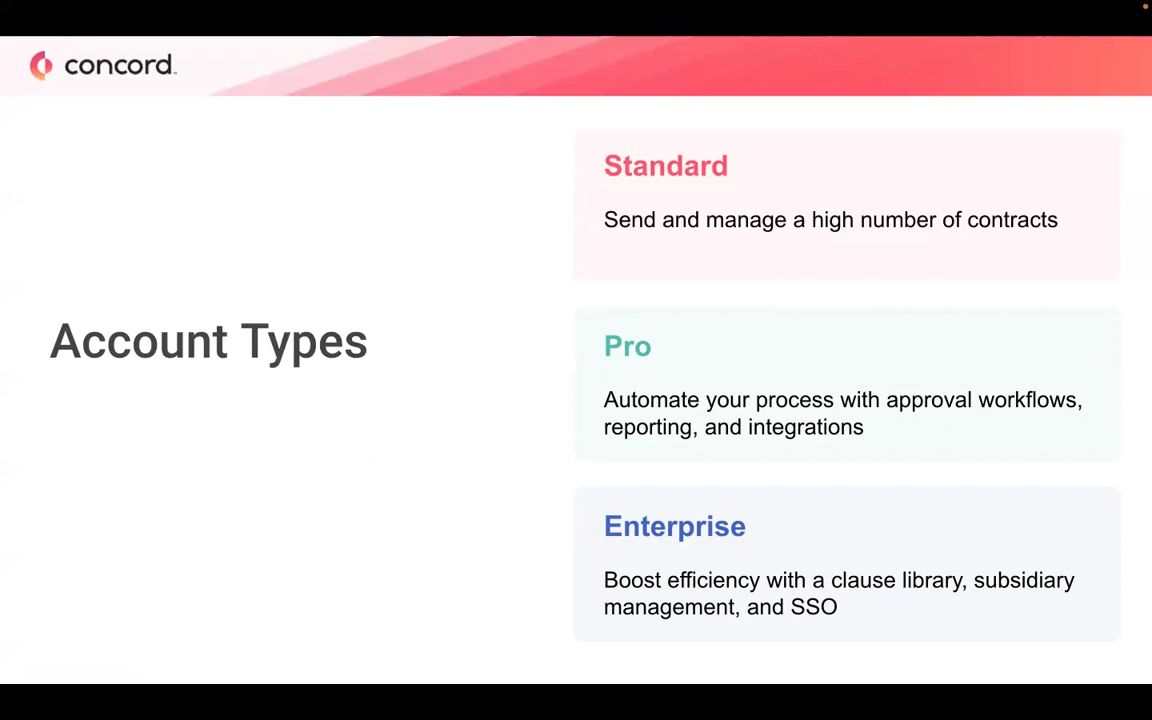 concord
Account Types
Standard
Send and manage a high number of contracts
Pro
Automate your process with approval workflows,
reporting, and integrations
Enterprise
Boost efficiency with a clause library, subsidiary
management, and SSO